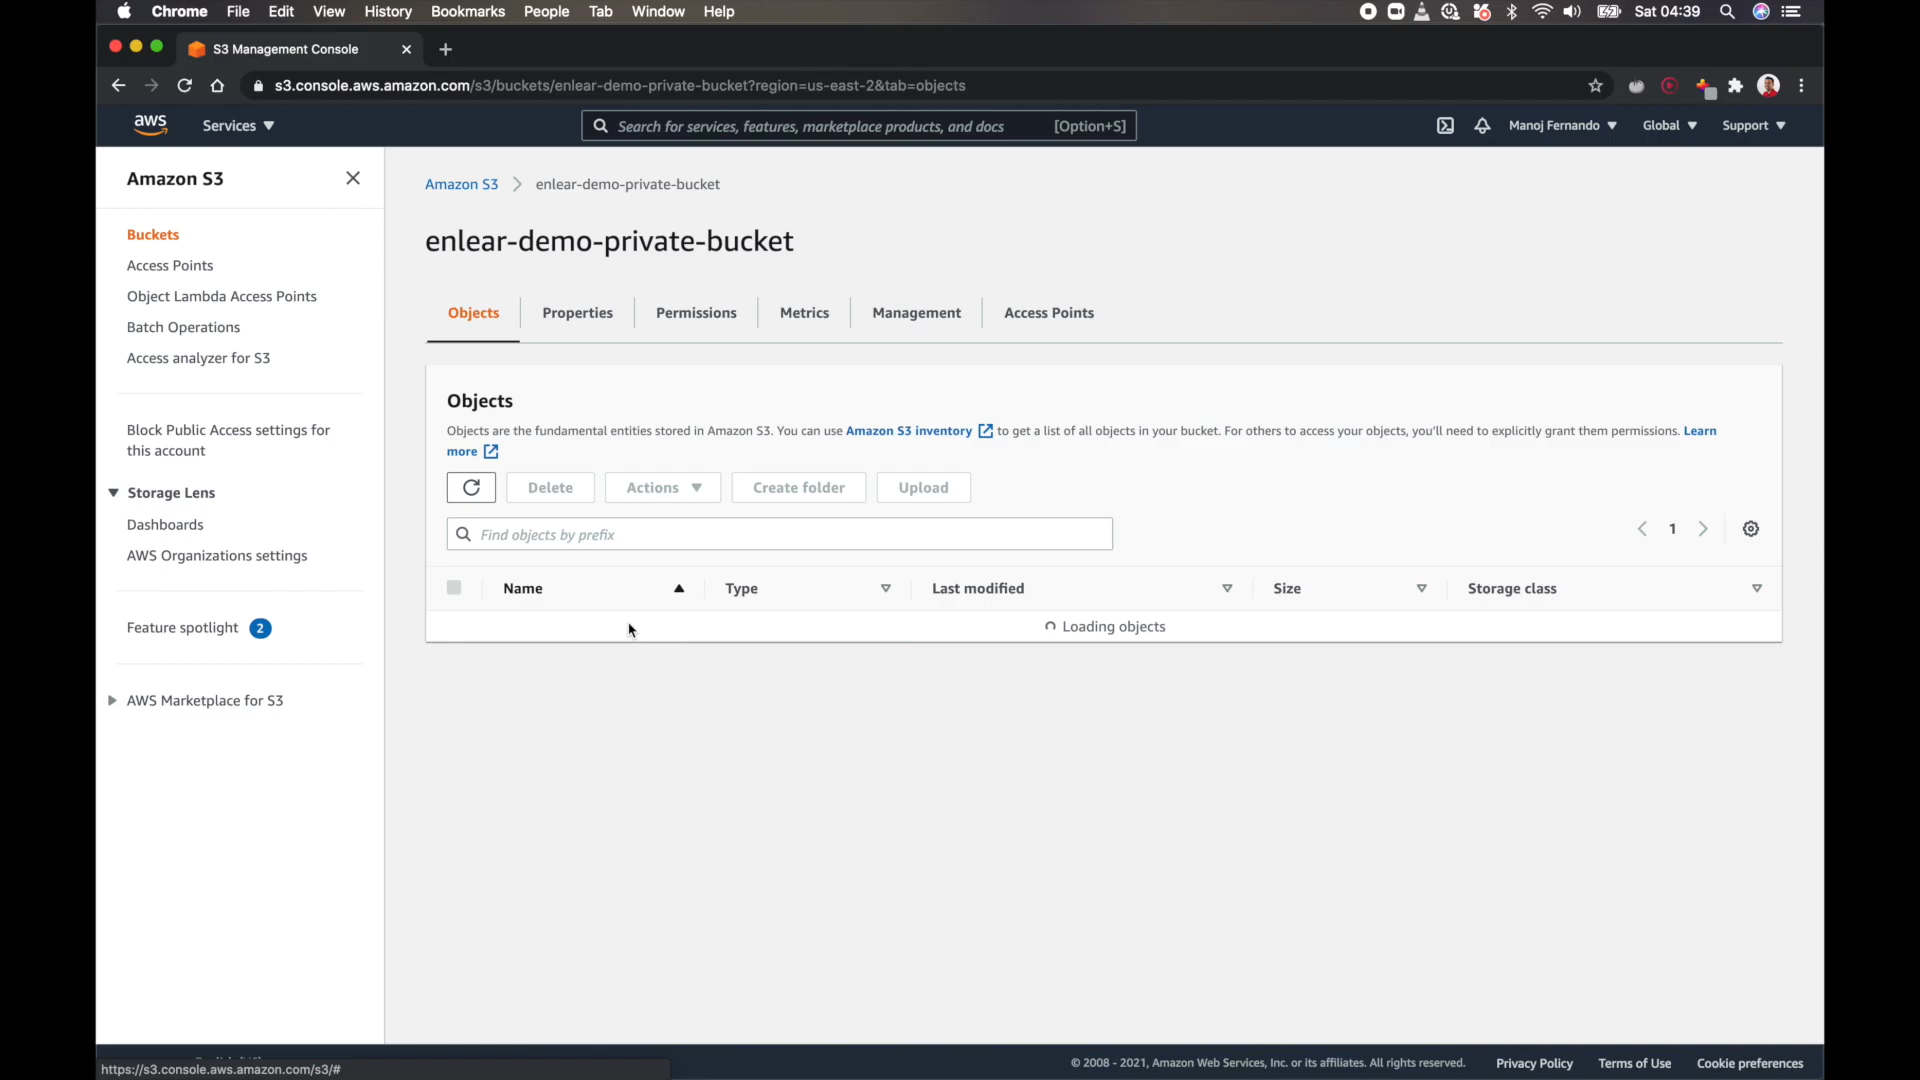 Chrome File Edit View History Bookmarks People Tab Window Help Sat 04:39
S3 Management Console
s3.console.aws.amazon.com/s3/buckets/enlear-demo-private-bucket?region=us-east-2&tab=objects
aws Services Search for services, features, marketplace products, and docs [Option+S] Manoj Fernando Global Support
Amazon S3
Buckets
Access Points
Object Lambda Access Points
Batch Operations
Access analyzer for S3
Block Public Access settings for
this account
Storage Lens
Dashboards
AWS Organizations settings
Feature spotlight 2
AWS Marketplace for S3
Amazon S3 enlear-demo-private-bucket
enlear-demo-private-bucket
Objects Properties Permissions Metrics Management Access Points
Objects
Objects are the fundamental entities stored in Amazon S3. You can use Amazon S3 inventory to get a list of all objects in your bucket. For others to access your objects, you'll need to explicitly grant them permissions. Learn
more
Delete Actions Create folder Upload
Find objects by prefix 1
Name Type Last modified Size Storage class
Loading objects
© 2008 - 2021, Amazon Web Services, Inc. or its affiliates. All rights reserved. Privacy Policy Terms of Use Cookie preferences
https://s3.console.aws.amazon.com/s3/#